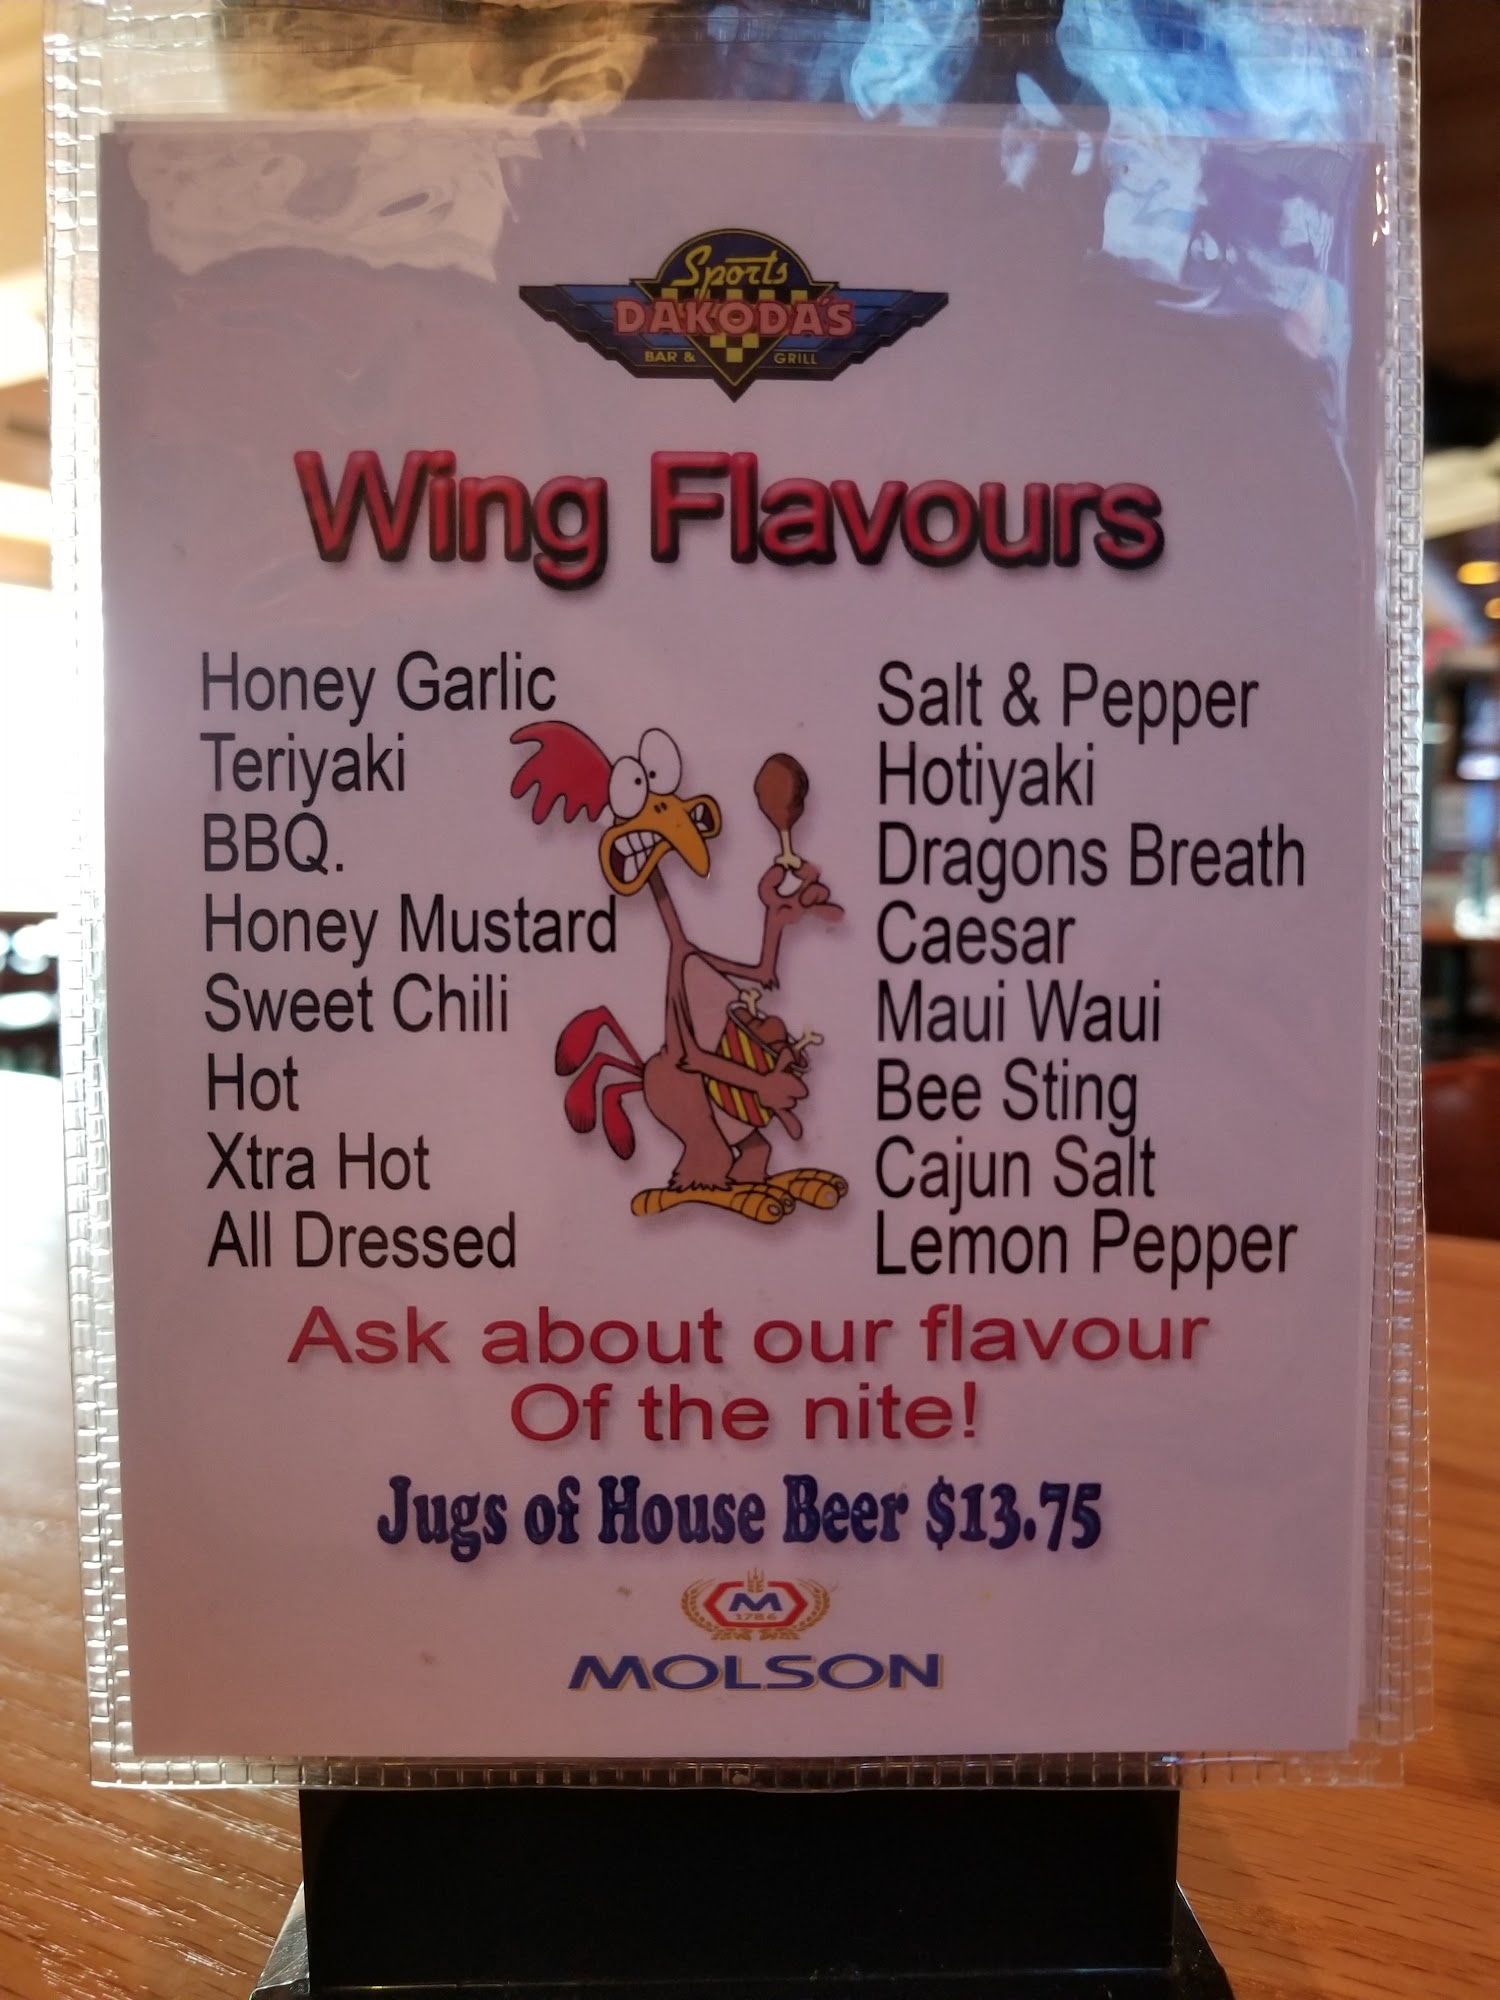 Sports
DAKODA'S
BAR & GRILL
Wing Flavours
Honey Garlic
Teriyaki
BBQ.
Honey Mustard
Sweet Chili
Hot
Xtra Hot
All Dressed
Salt & Pepper
Hotiyaki
Dragons Breath
Caesar
Maui Waui
Bee Sting
Cajun Salt
Lemon Pepper
Ask about our flavour
Of the nite!
Jugs of House Beer $13.75
M
1786
MOLSON